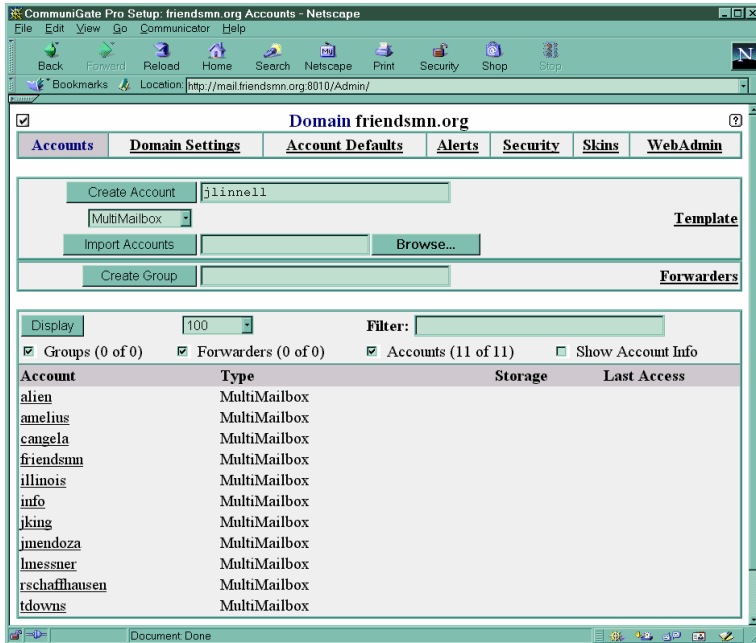 CommuniGate Pro Setup: friendsmn.org Accounts - Netscape
File Edit View Go Communicator Help
Back Forward Reload Home Search Netscape Print Security Shop Stop
N
Bookmarks Location: http://mail.friendsmn.org:8010/Admin/
Domain friendsmn.org
Accounts Domain Settings Account Defaults Alerts Security Skins WebAdmin
Create Account jlinnell
MultiMailbox Template
Import Accounts Browse...
Create Group Forwarders
Display 100 Filter:
Groups (0 of 0) Forwarders (0 of 0) Accounts (11 of 11) Show Account Info
Account Type Storage Last Access
alien MultiMailbox
amelius MultiMailbox
cangela MultiMailbox
friendsmn MultiMailbox
illinois MultiMailbox
info MultiMailbox
jking MultiMailbox
jmendoza MultiMailbox
lmessner MultiMailbox
rschaffhausen MultiMailbox
tdowns MultiMailbox
Document: Done